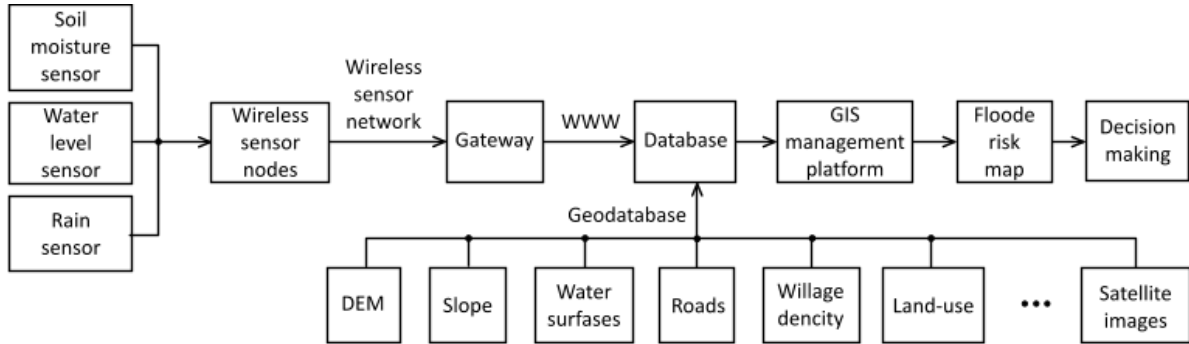 Soil
moisture
sensor
Water
level
sensor
Rain
sensor
Wireless
sensor
nodes
Wireless
sensor
network
Gateway
WWW
Database
GIS
management
platform
Floode
risk
map
Decision
making
Geodatabase
DEM
Slope
Water
surfases
Roads
Willage
dencity
Land-use
•••
Satellite
images